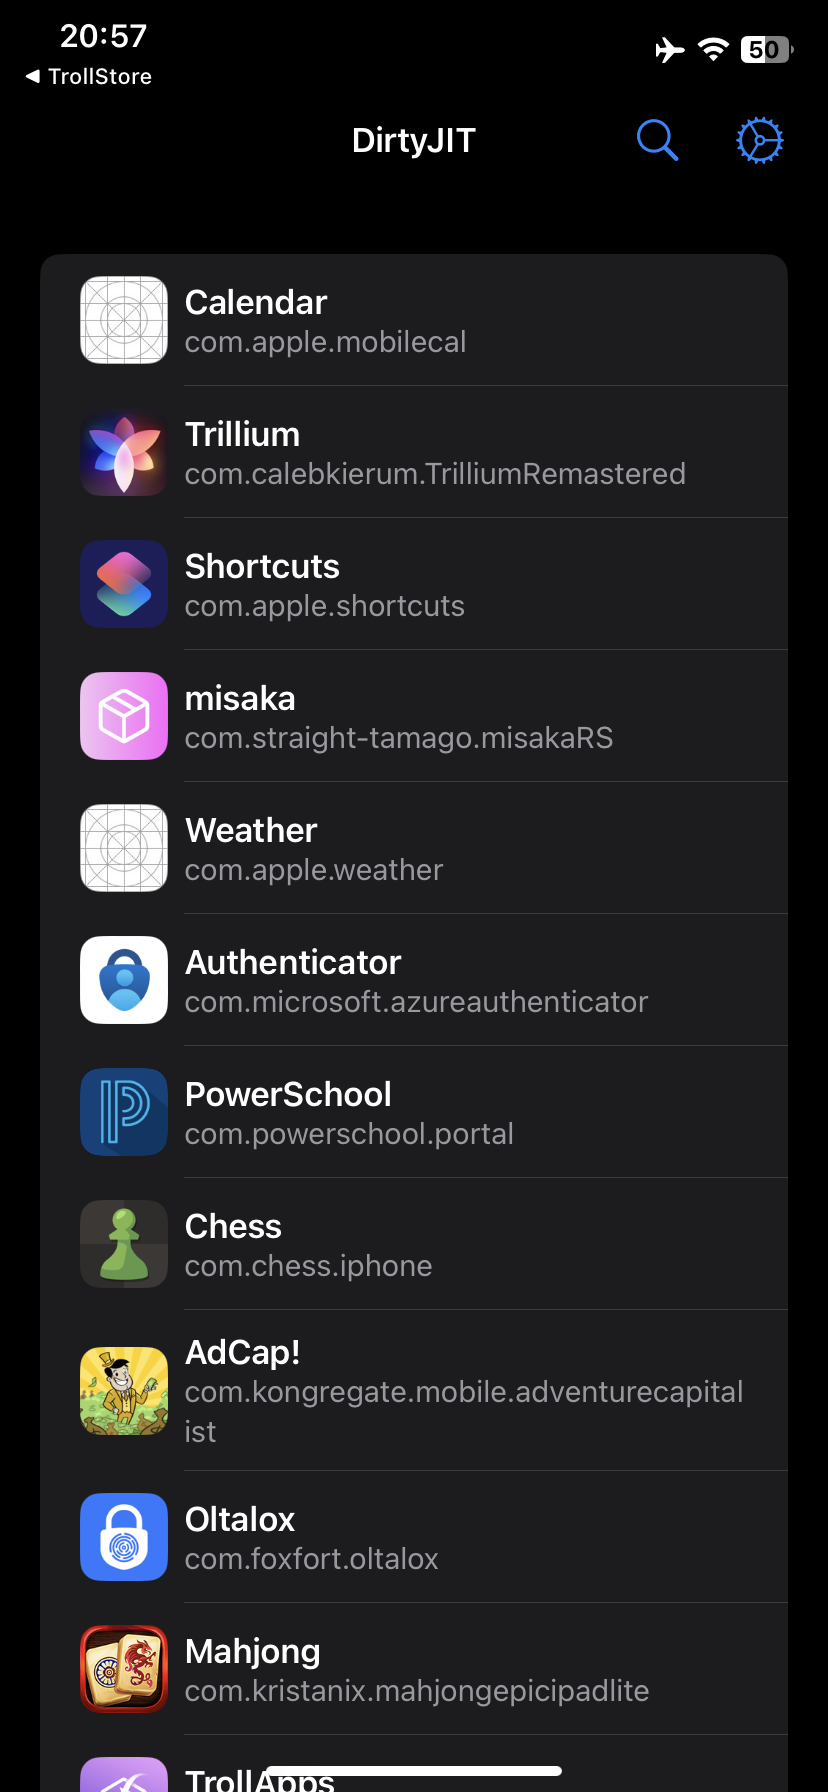 20:57
50
◀ TrollStore
DirtyJIT
Calendar
com.apple.mobilecal
Trillium
com.calebkierum.TrilliumRemastered
Shortcuts
com.apple.shortcuts
misaka
com.straight-tamago.misakaRS
Weather
com.apple.weather
Authenticator
com.microsoft.azureauthenticator
PowerSchool
com.powerschool.portal
Chess
com.chess.iphone
AdCap!
com.kongregate.mobile.adventurecapital
ist
Oltalox
com.foxfort.oltalox
Mahjong
com.kristanix.mahjongepicipadlite
TrollApps